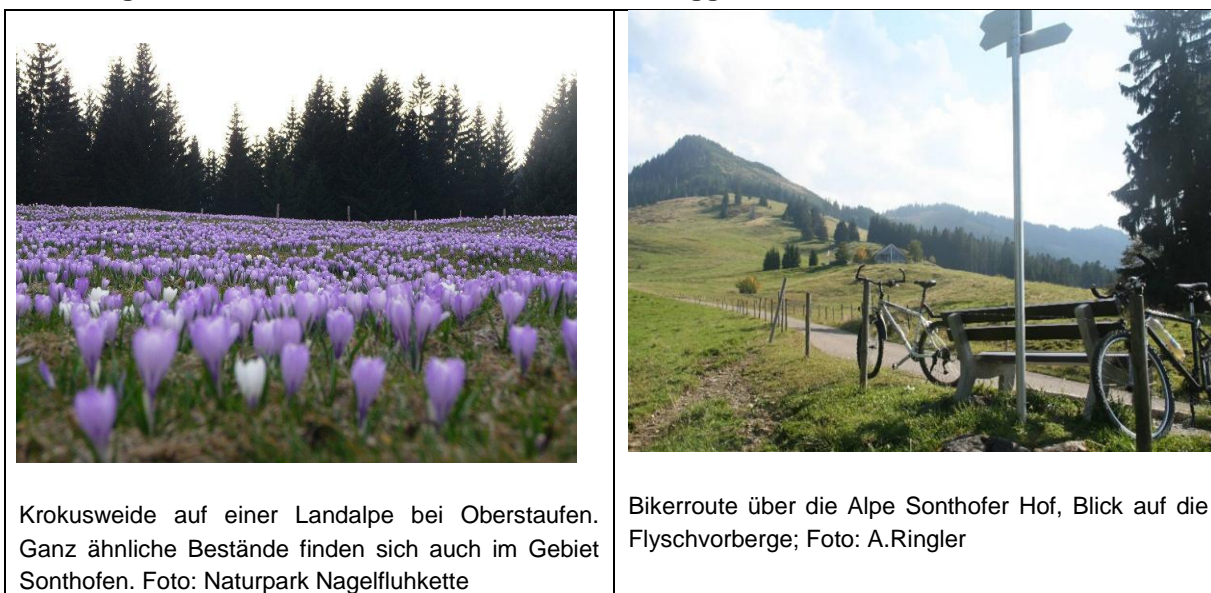 Krokusweide auf einer Landalpe bei Oberstaufen.
Ganz ähnliche Bestände finden sich auch im Gebiet
Sonthofen. Foto: Naturpark Nagelfluhkette
Bikerroute über die Alpe Sonthofer Hof, Blick auf die
Flyschvorberge; Foto: A.Ringler